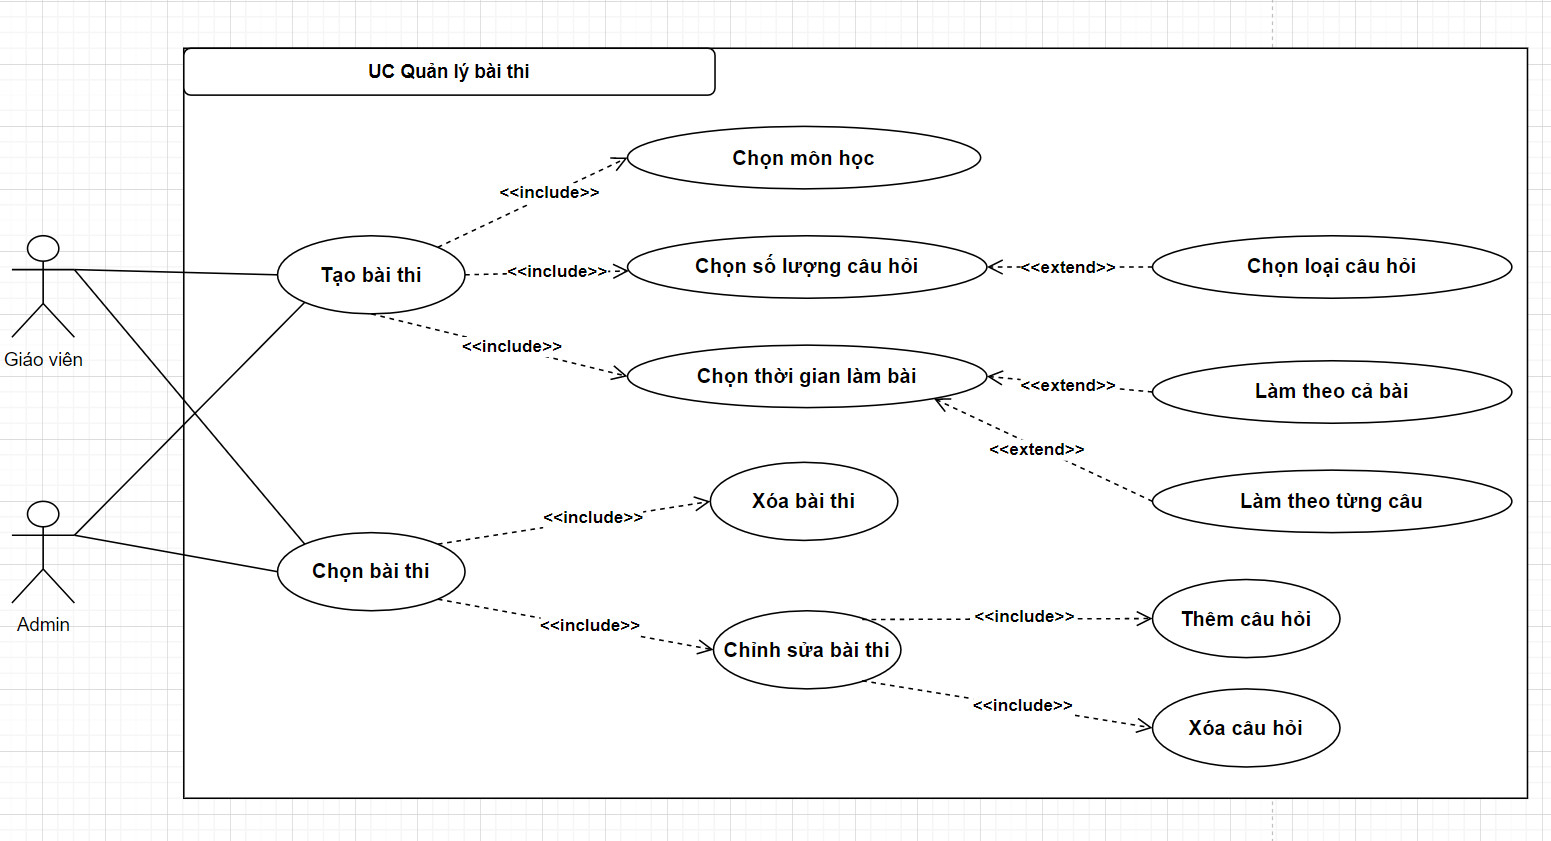 UC Quản lý bài thi
Chọn môn học
<<include>>
Tạo bài thi
<<include>>
Chọn số lượng câu hỏi
<<extend>>
Chọn loại câu hỏi
Giáo viên
<<include>>
Chọn thời gian làm bài
<<extend>>
Làm theo cả bài
<<extend>>
Làm theo từng câu
Xóa bài thi
<<include>>
Chọn bài thi
Admin
<<include>>
Chỉnh sửa bài thi
<<include>>
Thêm câu hỏi
<<include>>
Xóa câu hỏi